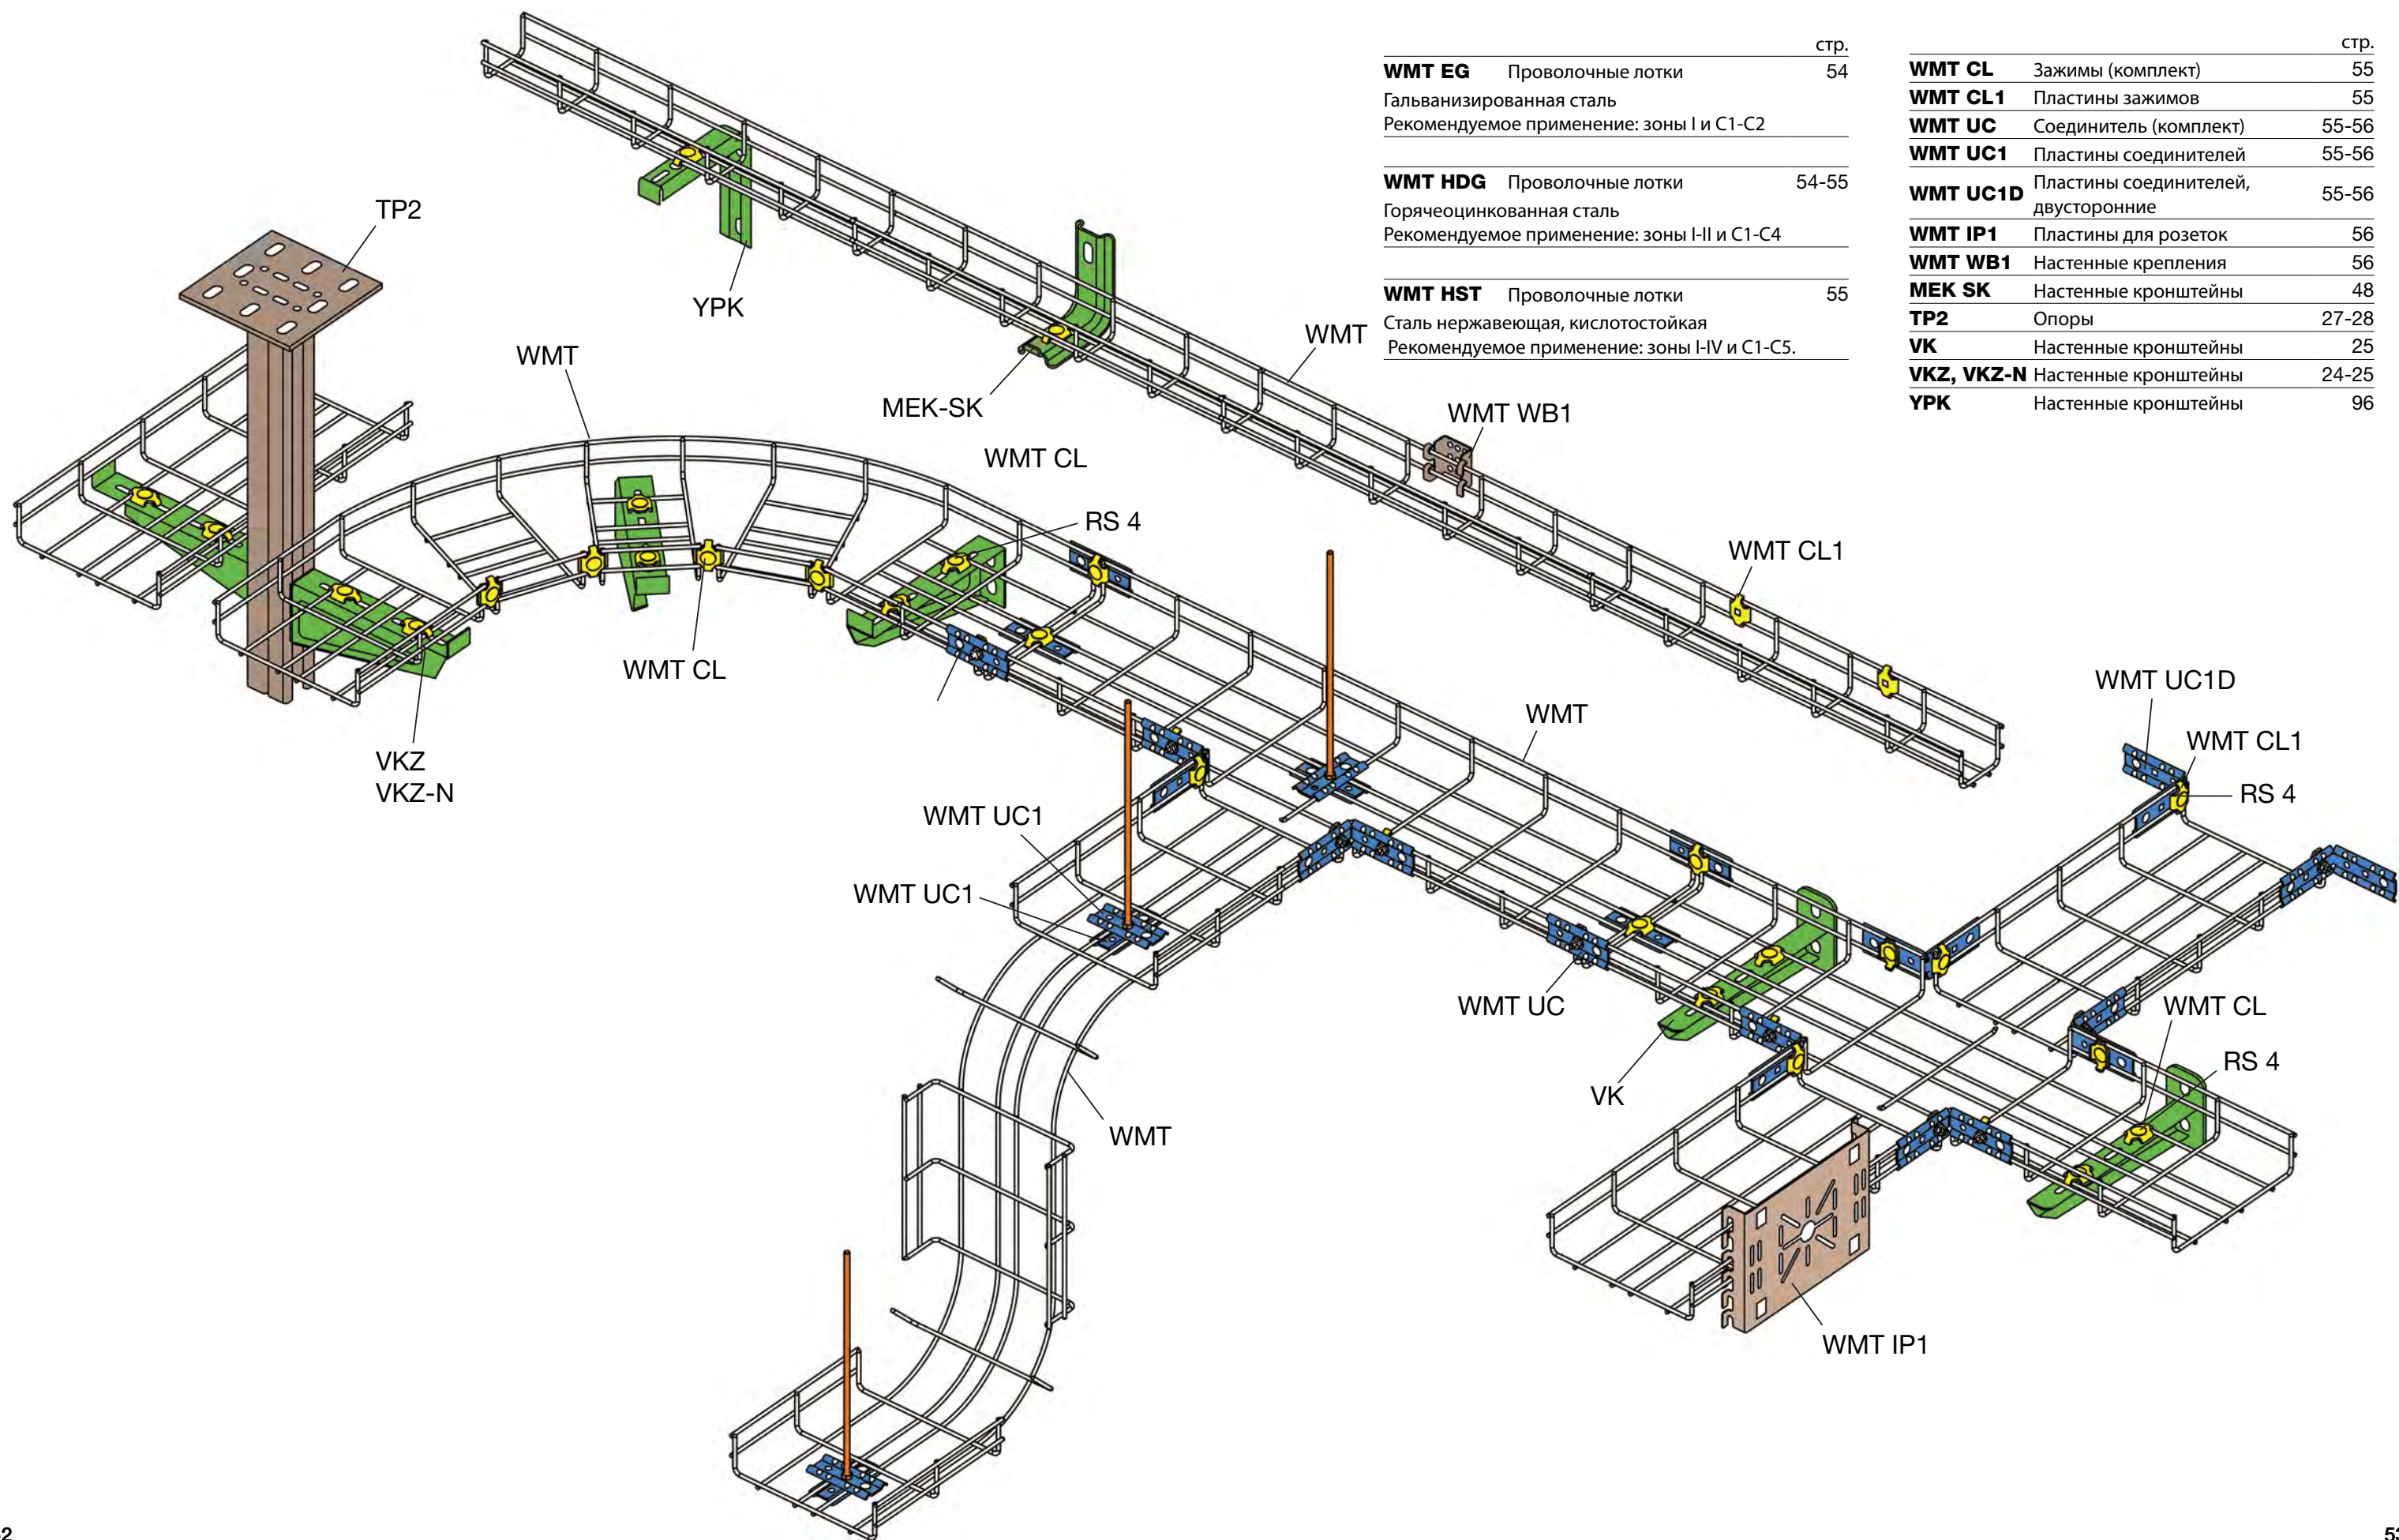 стр.
WMT EG Проволочные лотки 54
Гальванизированная сталь
Рекомендуемое применение: зоны I и C1-C2
WMT HDG Проволочные лотки 54-55
Горячеоцинкованная сталь
Рекомендуемое применение: зоны I-II и C1-C4
WMT HST Проволочные лотки 55
Сталь нержавеющая, кислотостойкая
Рекомендуемое применение: зоны I-IV и C1-C5.
стр.
WMT CL Зажимы (комплект) 55
WMT CL1 Пластины зажимов 55
WMT UC Соединитель (комплект) 55-56
WMT UC1 Пластины соединителей 55-56
WMT UC1D Пластины соединителей,
двусторонние 55-56
WMT IP1 Пластины для розеток 56
WMT WB1 Настенные крепления 56
MEK SK Настенные кронштейны 48
TP2 Опоры 27-28
VK Настенные кронштейны 25
VKZ, VKZ-N Настенные кронштейны 24-25
YPK Настенные кронштейны 96
TP2
YPK
WMT
WMT
MEK-SK
WMT WB1
WMT CL
RS 4
WMT CL1
WMT CL
WMT UC1D
WMT
WMT CL1
VKZ
VKZ-N
RS 4
WMT UC1
WMT UC1
WMT UC
WMT CL
RS 4
VK
WMT
WMT IP1